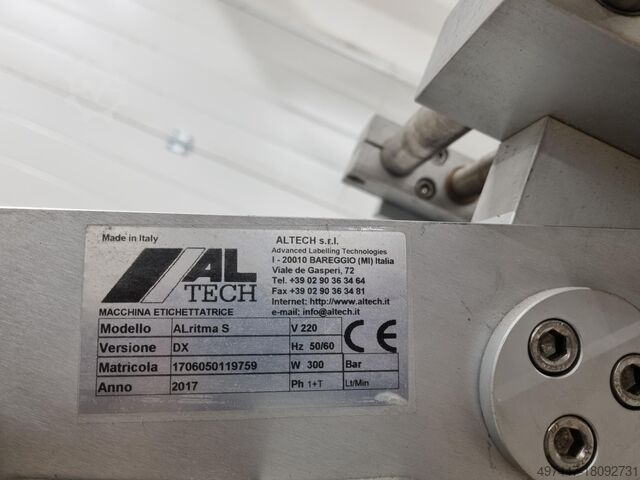 Made in Italy
AL
TECH
ALTECH s.r.l.
Advanced Labelling Technologies
I - 20010 BAREGGIO (MI) Italia
Viale de Gasperi, 72
Tel. +39 02 90 36 34 64
Fax +39 02 90 36 34 81
Internet: http://www.altech.it
e-mail: info@altech.it
MACCHINA ETICHETTATRICE
Modello ALritma S V 220
Versione DX Hz 50/60
Matricola 1706050119759 W 300 Bar
Anno 2017 Ph 1+T Lt/Min
CE